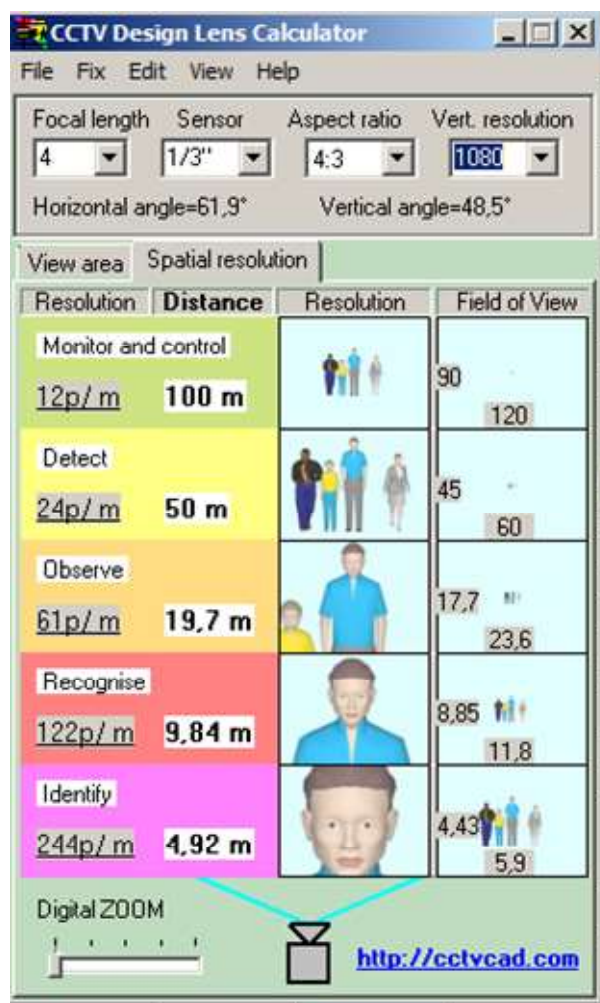 CCTV Design Lens Calculator
File Fix Edit View Help
Focal length Sensor Aspect ratio Vert. resolution
4 1/3'' 4:3 1080
Horizontal angle=61,9° Vertical angle=48,5°
View area Spatial resolution
Resolution Distance Resolution Field of View
Monitor and control
12p/ m 100 m
90
120
Detect
24p/ m 50 m
45
60
Observe
61p/ m 19,7 m
17,7
23,6
Recognise
122p/ m 9,84 m
8,85
11,8
Identify
244p/ m 4,92 m
4,43
5,9
Digital ZOOM
http://cctvcad.com